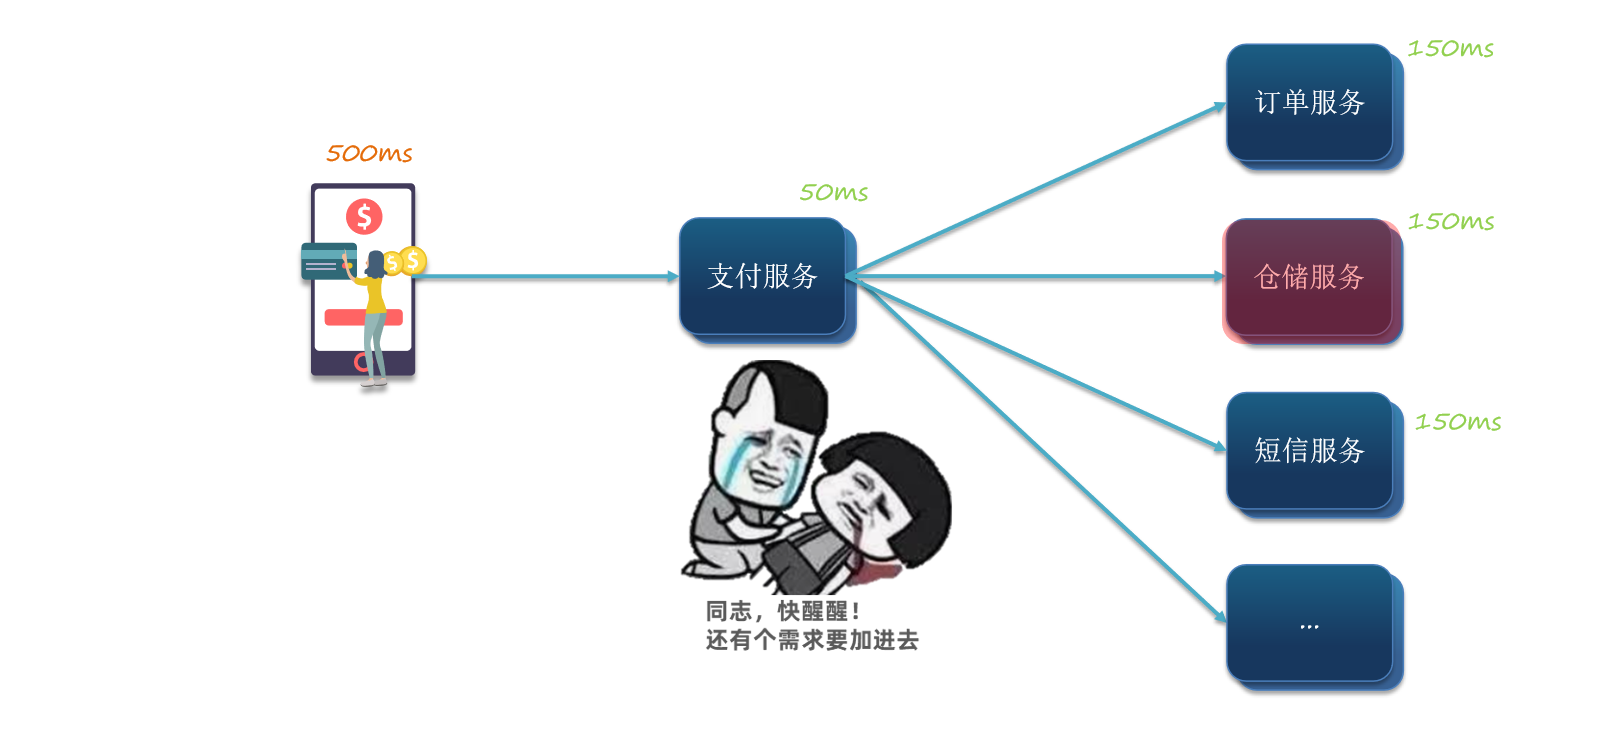 500ms
$
$
$
50ms
支付服务
150ms
订单服务
150ms
仓储服务
150ms
短信服务
...
同志，快醒醒！
还有个需求要加进去